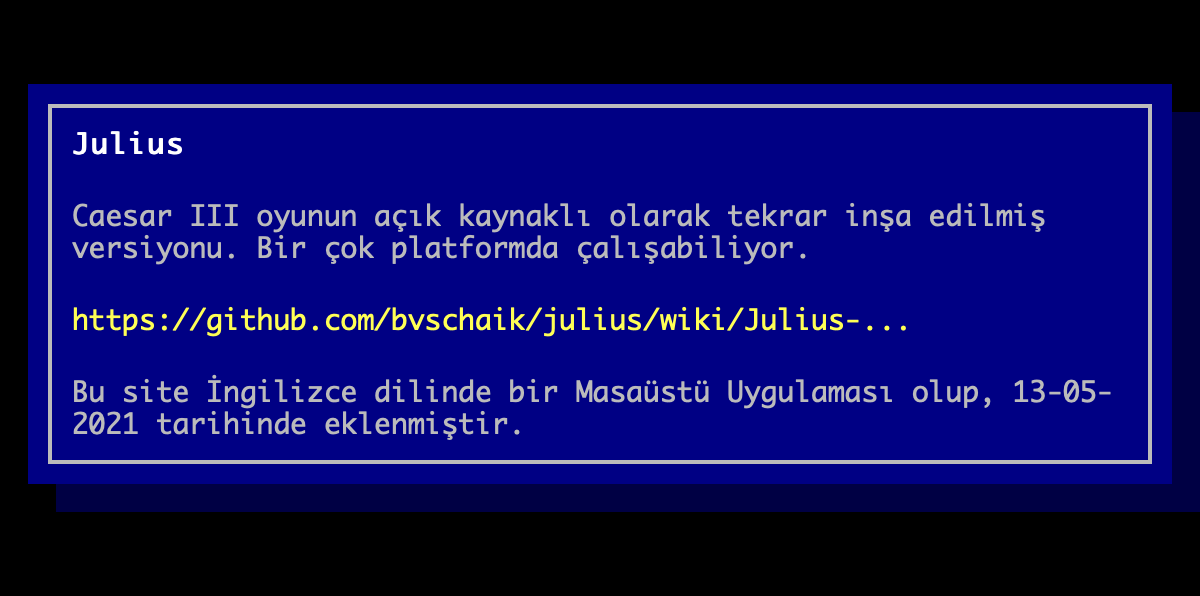 Julius
Caesar III oyunun açık kaynaklı olarak tekrar inşa edilmiş
versiyonu. Bir çok platformda çalışabiliyor.
https://github.com/bvschaik/julius/wiki/Julius-...
Bu site İngilizce dilinde bir Masaüstü Uygulaması olup, 13-05-
2021 tarihinde eklenmiştir.